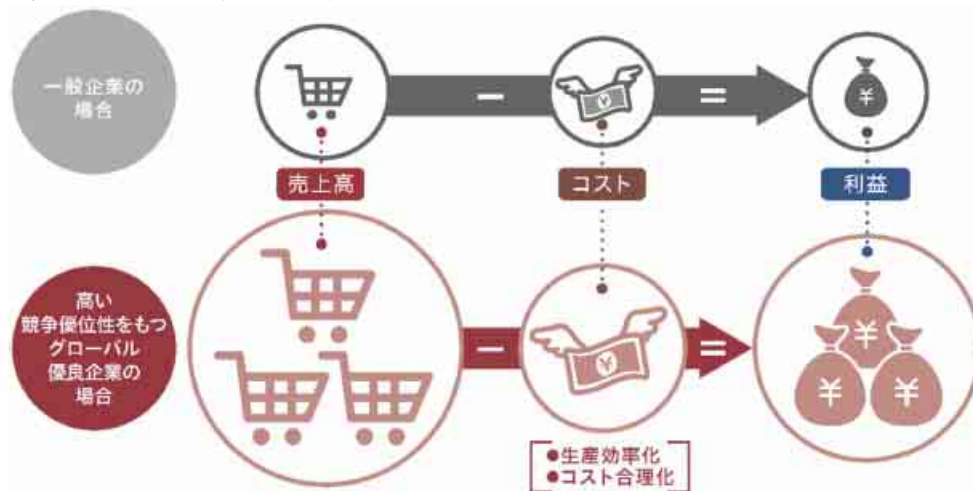 一般企業の
場合
－
¥
＝
¥
売上高
コスト
利益
高い
競争優位性をもつ
グローバル
優良企業の
場合
－
¥
＝
¥
¥
¥
●生産効率化
●コスト合理化